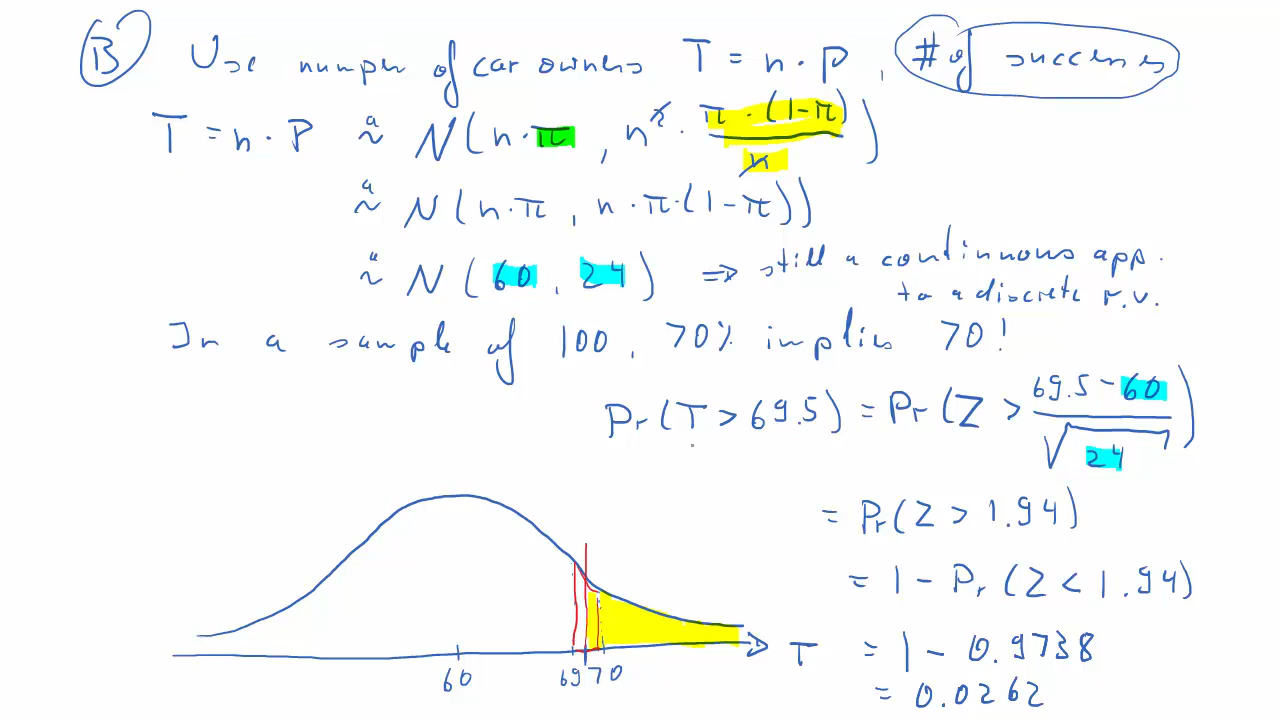 B Use number of car owners T = n · P , # of successes
T = n · P ~ᵃ N ( n · π , n² · π · (1-π) / n )
~ᵃ N ( n · π , n · π · (1-π) )
~ᵃ N ( 60 , 24 ) ⇒ still a continuous app.
to a discrete r.v.
In a sample of 100 , 70% implies 70!
Pr ( T > 69.5 ) = Pr ( Z > 69.5 - 60 / √24 )
= Pr ( Z > 1.94 )
= 1 - Pr ( Z < 1.94 )
T = 1 - 0.9738
60 69 70 = 0.0262